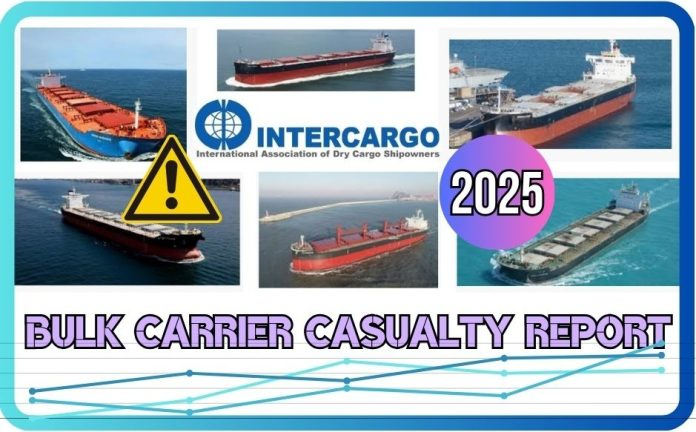 INTERCARGO
International Association of Dry Cargo Shipowners
2025
BULK CARRIER CASUALTY REPORT